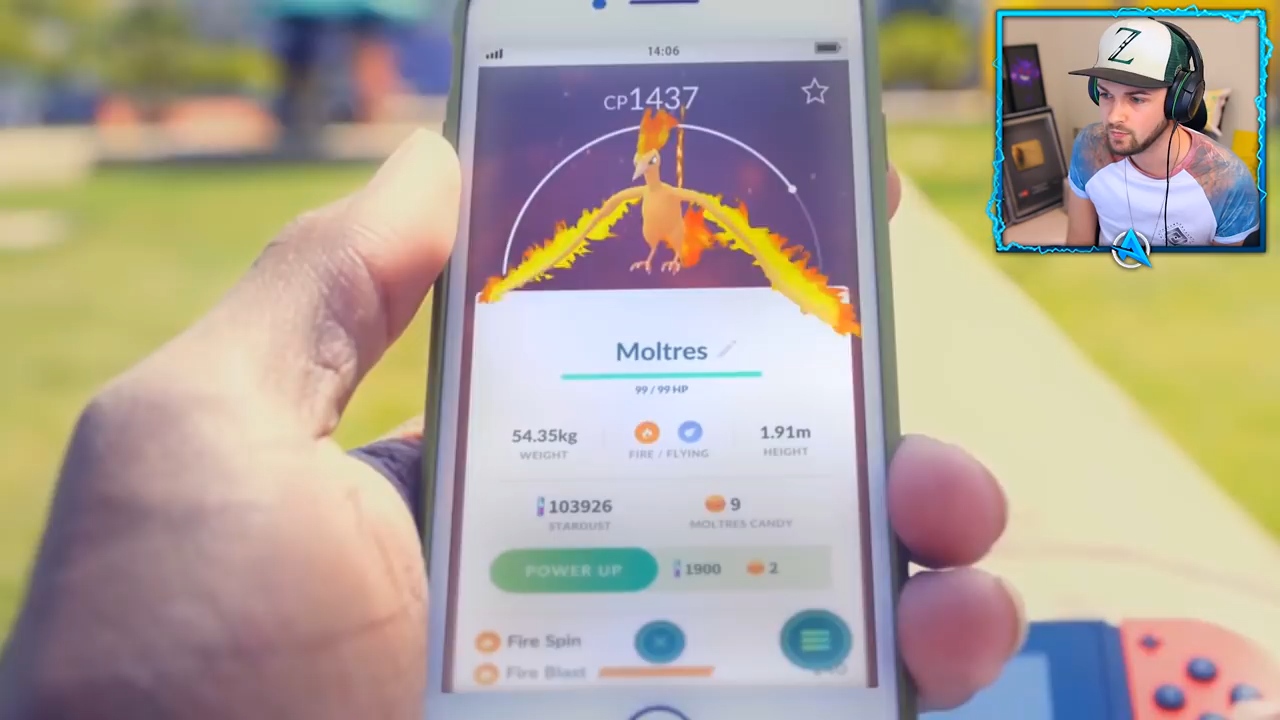 14:06
CP1437
Moltres
99 / 99 HP
54.35kg
WEIGHT
FIRE / FLYING
1.91m
HEIGHT
103926
STARDUST
9
MOLTRES CANDY
POWER UP
1900
2
Fire Spin
Fire Blast
Z